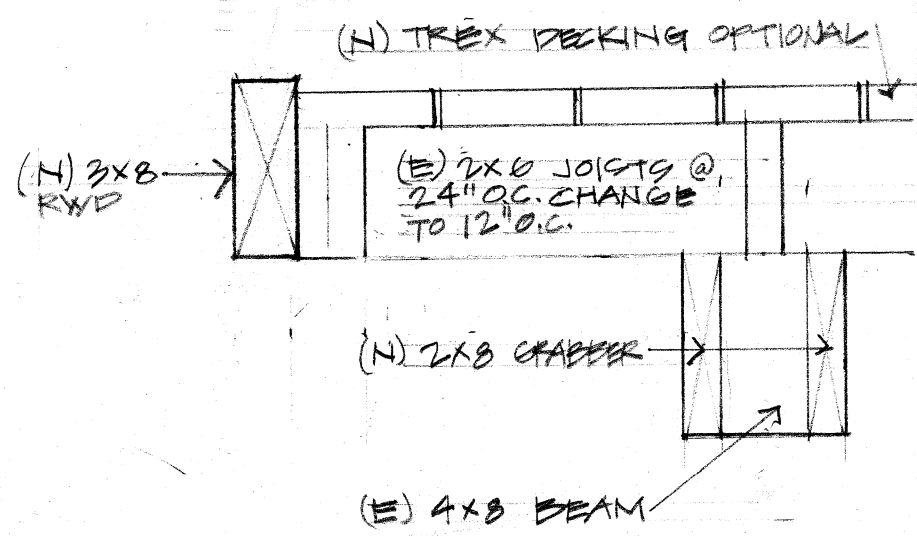 (N) TREX DECKING OPTIONAL
(N) 3X8
RWD
(E) 2X6 JOISTS @
24" O.C. CHANGE
TO 12" O.C.
(N) 2X8 GRABBER
(E) 4X8 BEAM